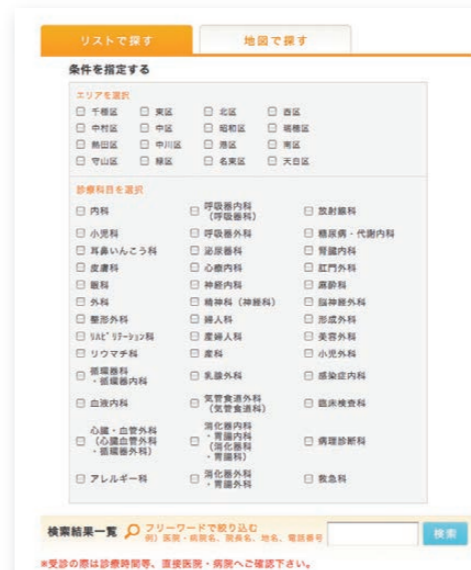 リストで探す 地図で探す
条件を指定する
エリアを選択
千種区 東区 北区 西区
中村区 中区 昭和区 瑞穂区
熱田区 中川区 港区 南区
守山区 緑区 名東区 天白区
診療科目を選択
内科 呼吸器内科（呼吸器科） 放射線科
小児科 呼吸器外科 糖尿病・代謝内科
耳鼻いんこう科 泌尿器科 腎臓内科
皮膚科 心療内科 肛門外科
眼科 神経内科 麻酔科
外科 精神科（神経科） 脳神経外科
整形外科 婦人科 形成外科
リハビリテーション科 産婦人科 美容外科
リウマチ科 産科 小児外科
循環器科・循環器内科 乳腺外科 感染症内科
血液内科 気管食道外科（気管食道科） 臨床検査科
心臓・血管外科（心臓血管外科・循環器外科） 消化器内科・胃腸内科（消化器科・胃腸科） 病理診断科
アレルギー科 消化器外科・胃腸外科 救急科
検索結果一覧 フリーワードで絞り込む
例）医院・病院名、院長名、地名、電話番号 検索
※受診の際は診療時間等、直接医院・病院へご確認下さい。